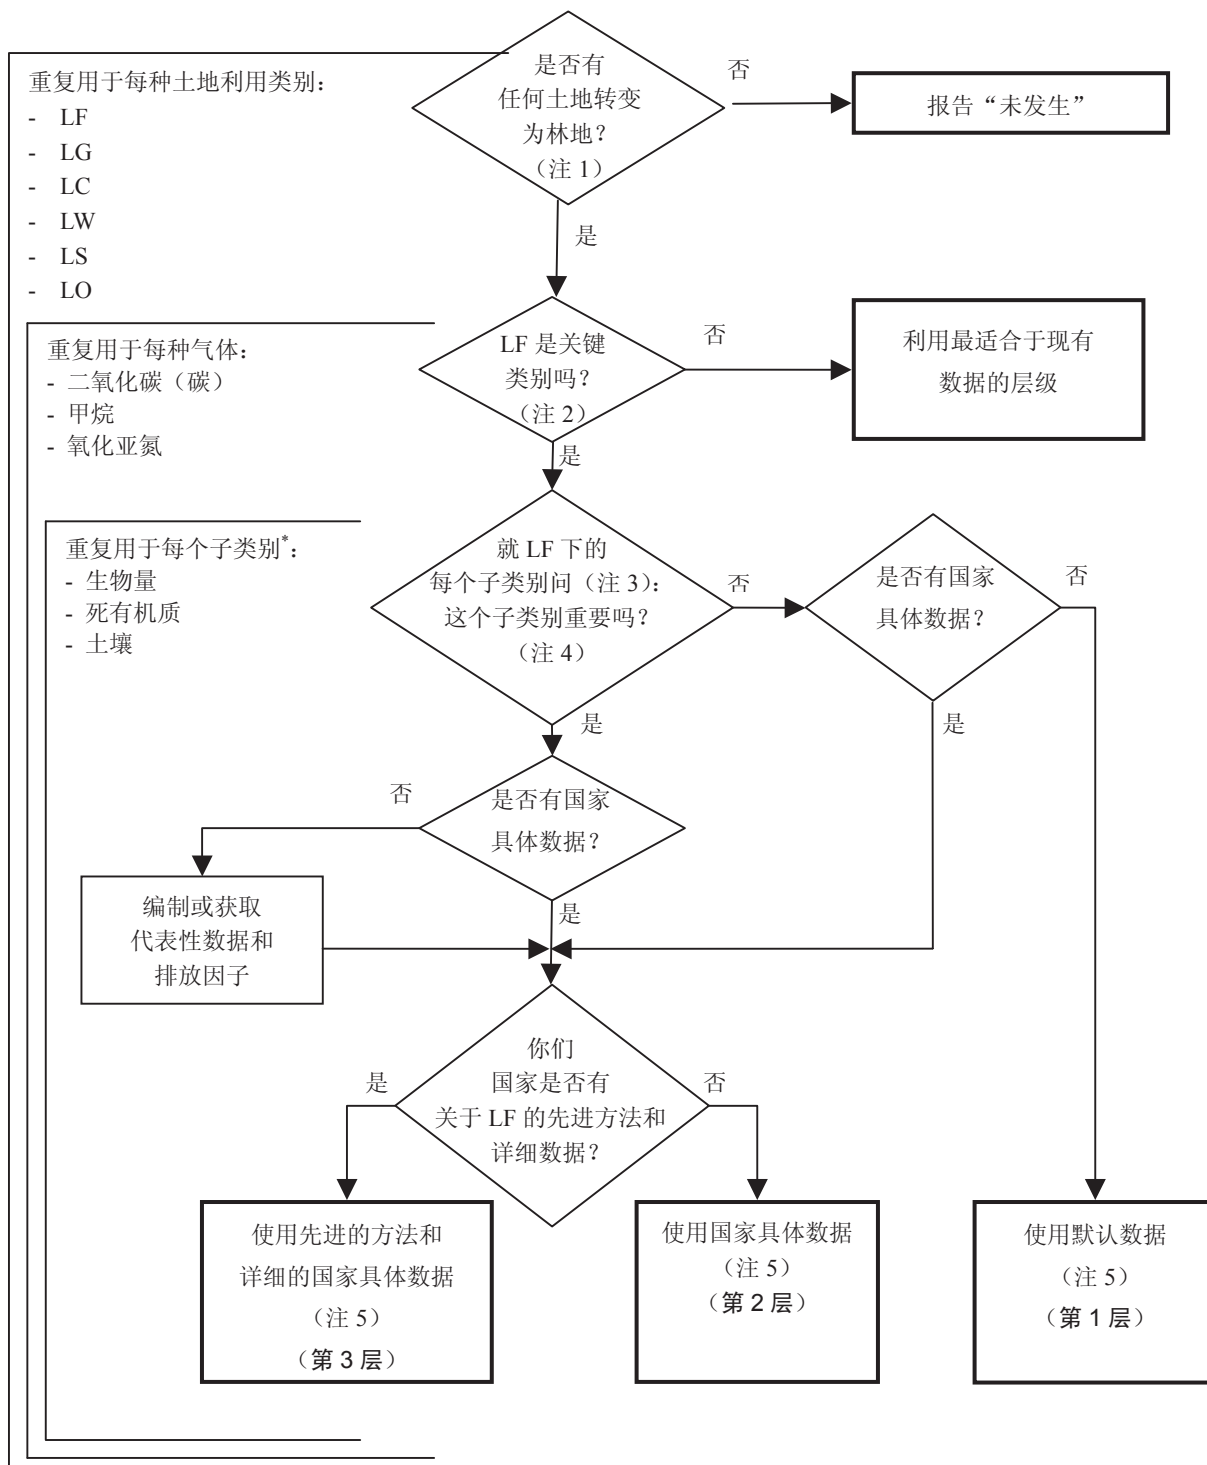 是否有
任何土地转变
为林地？
（注 1）
否
报告“未发生”
重复用于每种土地利用类别：
- LF
- LG
- LC
- LW
- LS
- LO
是
重复用于每种气体：
- 二氧化碳（碳）
- 甲烷
- 氧化亚氮
LF 是关键
类别吗？
（注 2）
否
利用最适合于现有
数据的层级
是
重复用于每个子类别*：
- 生物量
- 死有机质
- 土壤
就 LF 下的
每个子类别问（注 3）：
这个子类别重要吗？
（注 4）
否
是否有国家
具体数据？
否
是
是
否
是否有国家
具体数据？
编制或获取
代表性数据和
排放因子
是
你们
国家是否有
关于 LF 的先进方法和
详细数据？
是
否
使用先进的方法和
详细的国家具体数据
（注 5）
（第 3 层）
使用国家具体数据
（注 5）
（第 2 层）
使用默认数据
（注 5）
（第 1 层）